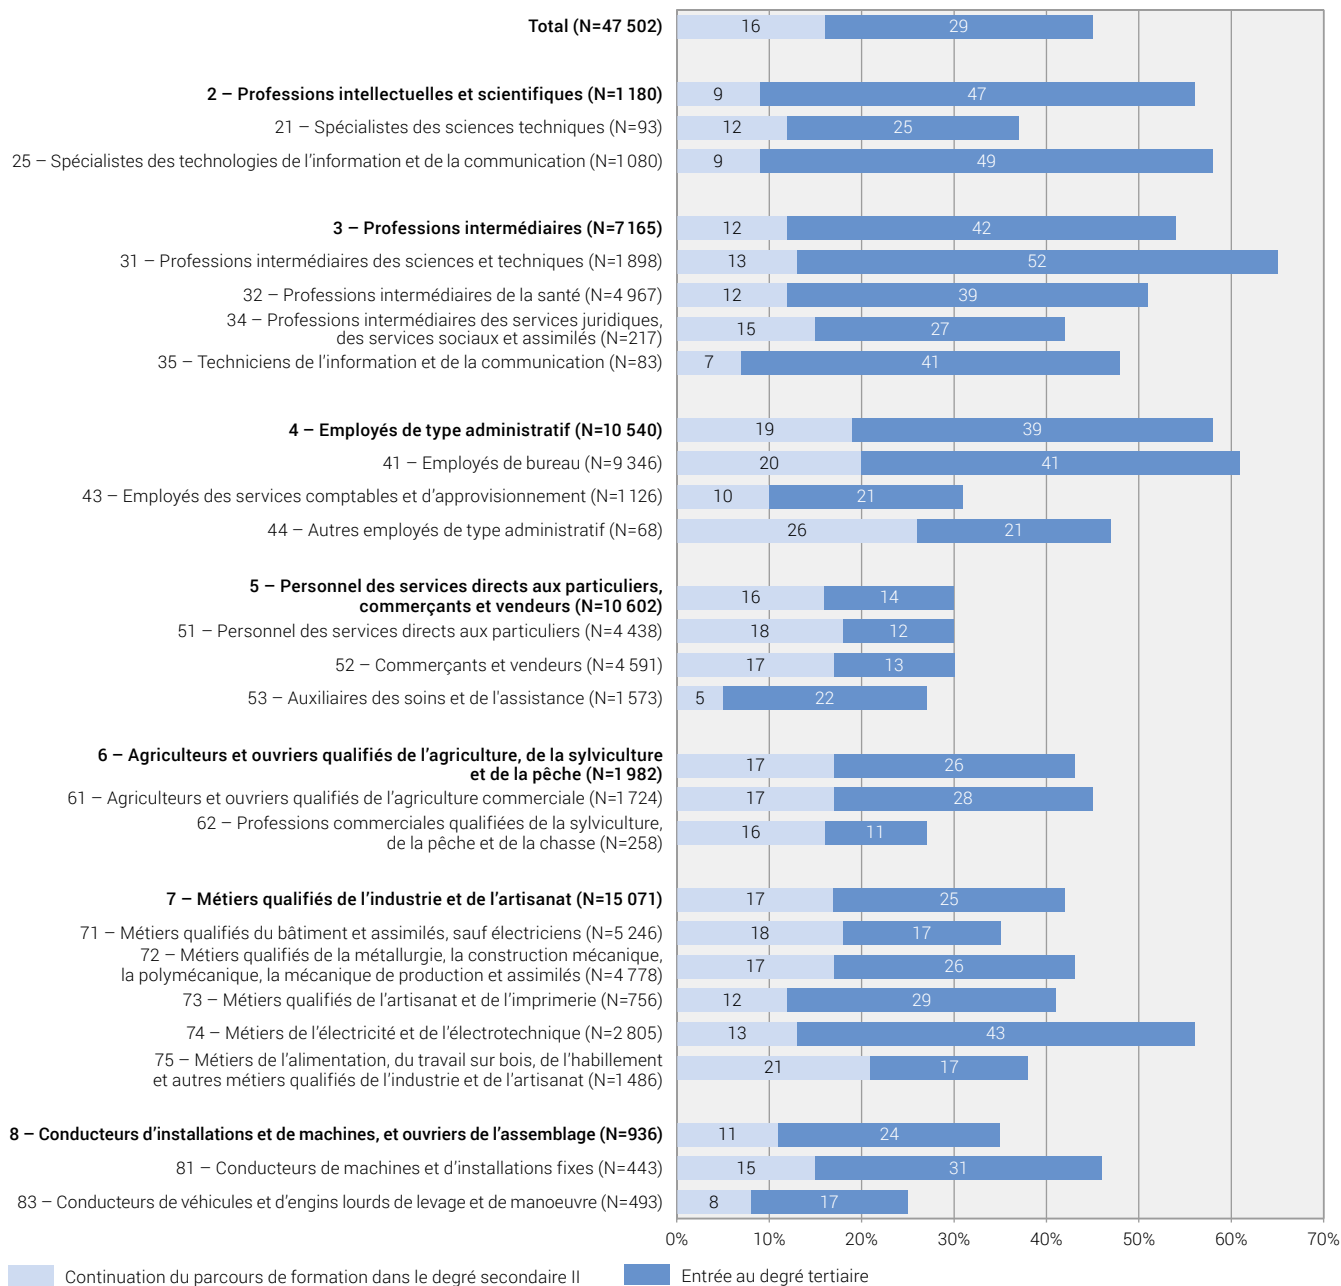 Total (N=47 502) 16 29
2 – Professions intellectuelles et scientifiques (N=1 180) 9 47
21 – Spécialistes des sciences techniques (N=93) 12 25
25 – Spécialistes des technologies de l'information et de la communication (N=1 080) 9 49
3 – Professions intermédiaires (N=7 165) 12 42
31 – Professions intermédiaires des sciences et techniques (N=1 898) 13 52
32 – Professions intermédiaires de la santé (N=4 967) 12 39
34 – Professions intermédiaires des services juridiques,
des services sociaux et assimilés (N=217) 15 27
35 – Techniciens de l'information et de la communication (N=83) 7 41
4 – Employés de type administratif (N=10 540) 19 39
41 – Employés de bureau (N=9 346) 20 41
43 – Employés des services comptables et d'approvisionnement (N=1 126) 10 21
44 – Autres employés de type administratif (N=68) 26 21
5 – Personnel des services directs aux particuliers,
commerçants et vendeurs (N=10 602) 16 14
51 – Personnel des services directs aux particuliers (N=4 438) 18 12
52 – Commerçants et vendeurs (N=4 591) 17 13
53 – Auxiliaires des soins et de l'assistance (N=1 573) 5 22
6 – Agriculteurs et ouvriers qualifiés de l'agriculture, de la sylviculture
et de la pêche (N=1 982) 17 26
61 – Agriculteurs et ouvriers qualifiés de l'agriculture commerciale (N=1 724) 17 28
62 – Professions commerciales qualifiées de la sylviculture,
de la pêche et de la chasse (N=258) 16 11
7 – Métiers qualifiés de l'industrie et de l'artisanat (N=15 071) 17 25
71 – Métiers qualifiés du bâtiment et assimilés, sauf électriciens (N=5 246) 18 17
72 – Métiers qualifiés de la métallurgie, la construction mécanique,
la polymécanique, la mécanique de production et assimilés (N=4 778) 17 26
73 – Métiers qualifiés de l'artisanat et de l'imprimerie (N=756) 12 29
74 – Métiers de l'électricité et de l'électrotechnique (N=2 805) 13 43
75 – Métiers de l'alimentation, du travail sur bois, de l'habillement
et autres métiers qualifiés de l'industrie et de l'artisanat (N=1 486) 21 17
8 – Conducteurs d'installations et de machines, et ouvriers de l'assemblage (N=936) 11 24
81 – Conducteurs de machines et d'installations fixes (N=443) 15 31
83 – Conducteurs de véhicules et d'engins lourds de levage et de manoeuvre (N=493) 8 17
0% 10% 20% 30% 40% 50% 60% 70%
Continuation du parcours de formation dans le degré secondaire II Entrée au degré tertiaire